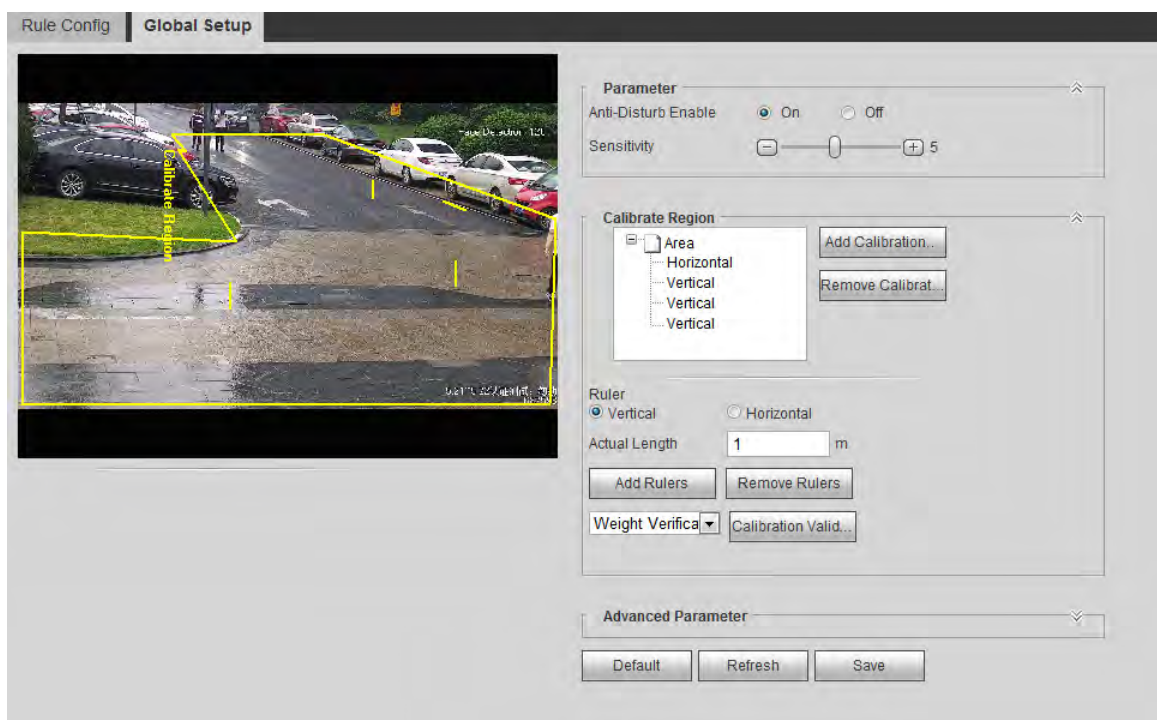 Rule Config Global Setup
Calibrate Region
Parameter
Anti-Disturb Enable On Off
Sensitivity 5
Calibrate Region
Area
Horizontal
Vertical
Vertical
Vertical
Add Calibration..
Remove Calibrat...
Ruler
Vertical Horizontal
Actual Length 1 m
Add Rulers Remove Rulers
Weight Verifica Calibration Valid...
Advanced Parameter
Default Refresh Save